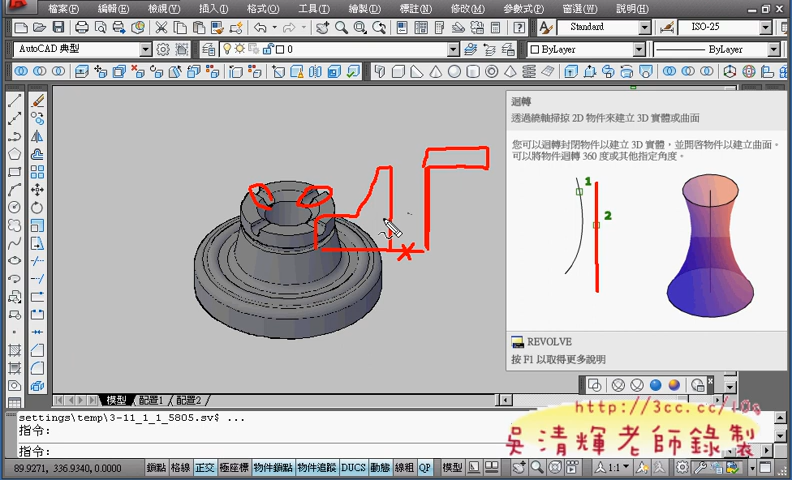 檔案(F) 編輯(E) 檢視(V) 插入(I) 格式(O) 工具(T) 繪製(D) 標註(N) 修改(M) 參數式(P) 窗選(W) 說明(H)
Standard ISO-25
AutoCAD 典型 0 ByLayer ByLayer
迴轉
透過繞軸掃掠 2D 物件來建立 3D 實體或曲面
您可以迴轉封閉物件以建立 3D 實體，並開啟物件以建立曲面。
可以將物件迴轉 360 度或其他指定角度。
1
2
REVOLVE
按 F1 以取得更多說明
模型 配置1 配置2
settings\temp\3-11_1_1_5805.sv$ ...
指令:
指令:
http://3cc.cc/10s
吳清輝老師錄製
89.9271, 336.9340, 0.0000 鎖點 格線 正交 極座標 物件鎖點 物件追蹤 DUCS 動態 線粗 QP 模型 1:1